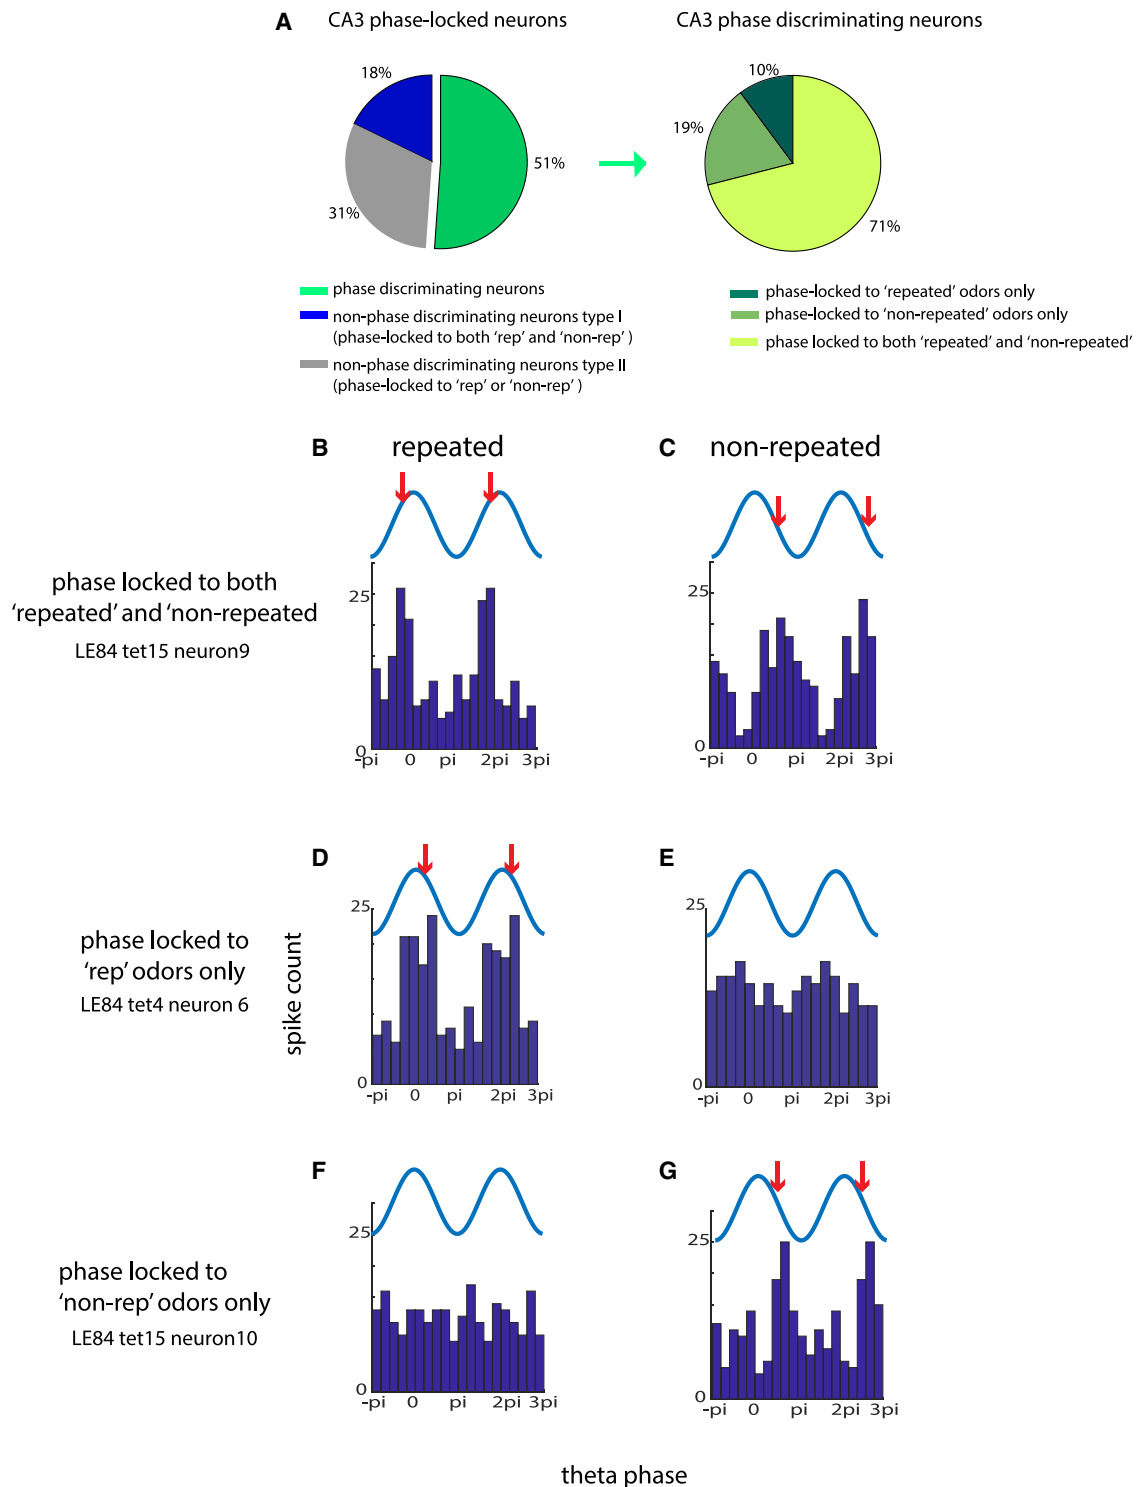 A
CA3 phase-locked neurons
CA3 phase discriminating neurons
18%
51%
31%
10%
19%
71%
phase discriminating neurons
non-phase discriminating neurons type I
(phase-locked to both 'rep' and 'non-rep' )
non-phase discriminating neurons type II
(phase-locked to 'rep' or 'non-rep' )
phase-locked to 'repeated' odors only
phase-locked to 'non-repeated' odors only
phase locked to both 'repeated' and 'non-repeated'
B
repeated
C
non-repeated
phase locked to both
'repeated' and 'non-repeated
LE84 tet15 neuron9
25
0
-pi 0 pi 2pi 3pi
25
0
-pi 0 pi 2pi 3pi
D
E
phase locked to
'rep' odors only
LE84 tet4 neuron 6
spike count
25
0
-pi 0 pi 2pi 3pi
25
0
-pi 0 pi 2pi 3pi
F
G
phase locked to
'non-rep' odors only
LE84 tet15 neuron10
25
0
-pi 0 pi 2pi 3pi
25
0
-pi 0 pi 2pi 3pi
theta phase